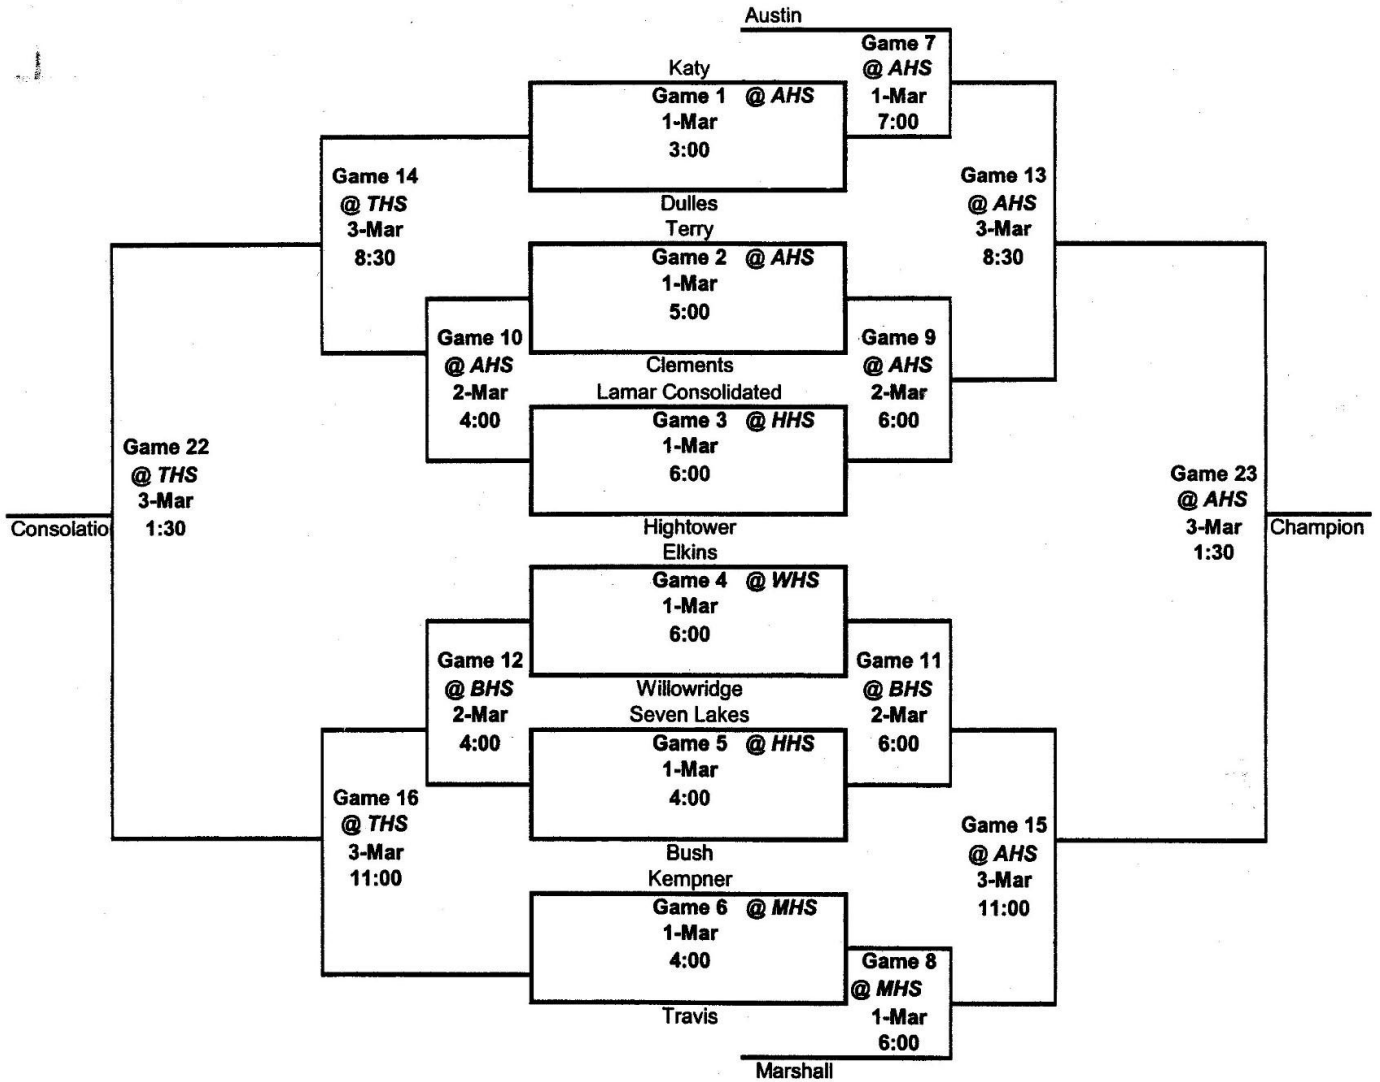 Austin
Game 7
@ AHS
1-Mar
7:00
Katy
Game 1 @ AHS
1-Mar
3:00
Dulles
Game 14
@ THS
3-Mar
8:30
Game 13
@ AHS
3-Mar
8:30
Terry
Game 2 @ AHS
1-Mar
5:00
Clements
Game 10
@ AHS
2-Mar
4:00
Game 9
@ AHS
2-Mar
6:00
Lamar Consolidated
Game 3 @ HHS
1-Mar
6:00
Hightower
Game 22
@ THS
3-Mar
1:30
Consolatio
Game 23
@ AHS
3-Mar
1:30
Champion
Elkins
Game 4 @ WHS
1-Mar
6:00
Willowridge
Game 12
@ BHS
2-Mar
4:00
Game 11
@ BHS
2-Mar
6:00
Seven Lakes
Game 5 @ HHS
1-Mar
4:00
Bush
Game 16
@ THS
3-Mar
11:00
Game 15
@ AHS
3-Mar
11:00
Kempner
Game 6 @ MHS
1-Mar
4:00
Travis
Game 8
@ MHS
1-Mar
6:00
Marshall